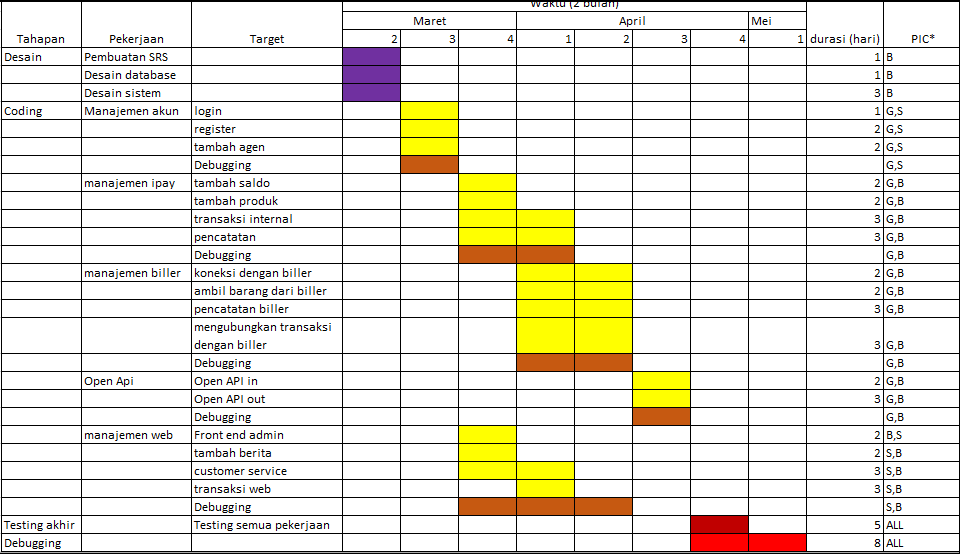 Waktu (2 bulan)
Maret April Mei
Tahapan Pekerjaan Target 2 3 4 1 2 3 4 1 durasi (hari) PIC*
Desain Pembuatan SRS 1 B
Desain database 1 B
Desain sistem 3 B
Coding Manajemen akun login 1 G,S
register 2 G,S
tambah agen 2 G,S
Debugging G,S
manajemen ipay tambah saldo 2 G,B
tambah produk 2 G,B
transaksi internal 3 G,B
pencatatan 3 G,B
Debugging G,B
manajemen biller koneksi dengan biller 2 G,B
ambil barang dari biller 2 G,B
pencatatan biller 3 G,B
mengubungkan transaksi
dengan biller 3 G,B
Debugging G,B
Open Api Open API in 2 G,B
Open API out 3 G,B
Debugging G,B
manajemen web Front end admin 2 B,S
tambah berita 2 S,B
customer service 3 S,B
transaksi web 3 S,B
Debugging S,B
Testing akhir Testing semua pekerjaan 5 ALL
Debugging 8 ALL